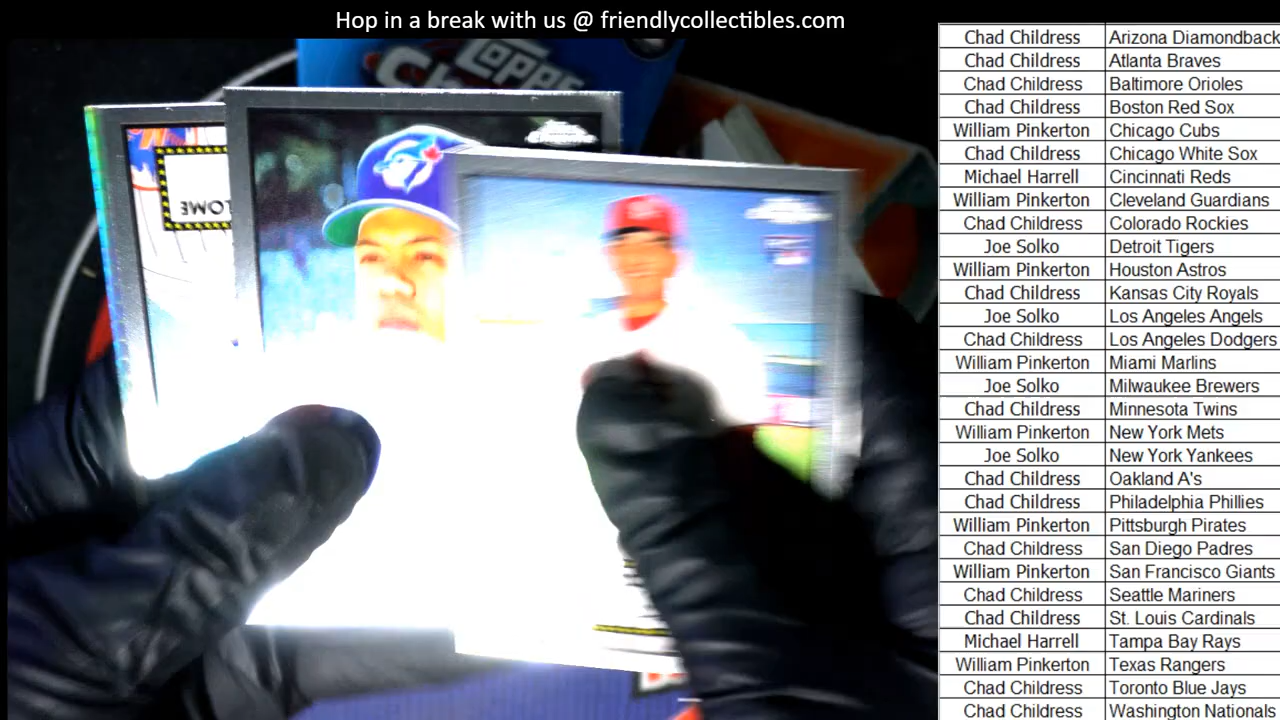 Hop in a break with us @ friendlycollectibles.com
Topps
Chad Childress Arizona Diamondback
Chad Childress Atlanta Braves
Chad Childress Baltimore Orioles
Chad Childress Boston Red Sox
William Pinkerton Chicago Cubs
Chad Childress Chicago White Sox
Michael Harrell Cincinnati Reds
William Pinkerton Cleveland Guardians
Chad Childress Colorado Rockies
Joe Solko Detroit Tigers
William Pinkerton Houston Astros
Chad Childress Kansas City Royals
Joe Solko Los Angeles Angels
Chad Childress Los Angeles Dodgers
William Pinkerton Miami Marlins
Joe Solko Milwaukee Brewers
Chad Childress Minnesota Twins
William Pinkerton New York Mets
Joe Solko New York Yankees
Chad Childress Oakland A's
Chad Childress Philadelphia Phillies
William Pinkerton Pittsburgh Pirates
Chad Childress San Diego Padres
William Pinkerton San Francisco Giants
Chad Childress Seattle Mariners
Chad Childress St. Louis Cardinals
Michael Harrell Tampa Bay Rays
William Pinkerton Texas Rangers
Chad Childress Toronto Blue Jays
Chad Childress Washington Nationals